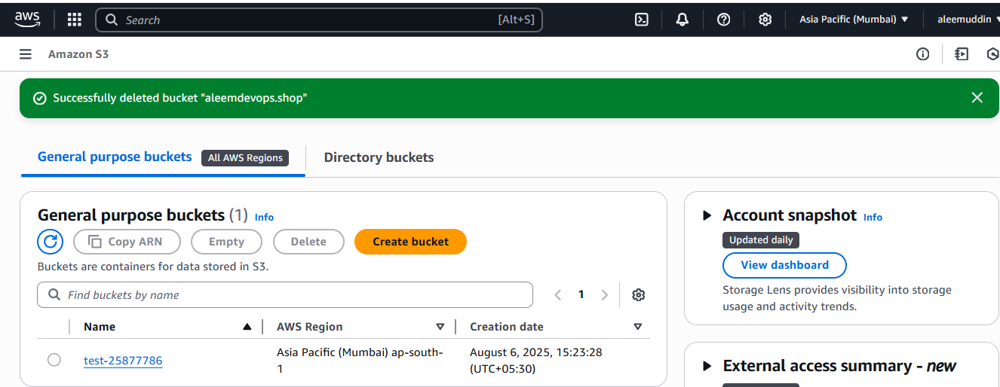 aws
Search [Alt+S]
Asia Pacific (Mumbai)
aleemuddin
Amazon S3
Successfully deleted bucket "aleemdevops.shop"
General purpose buckets All AWS Regions
Directory buckets
General purpose buckets (1) Info
Copy ARN
Empty
Delete
Create bucket
Buckets are containers for data stored in S3.
Find buckets by name
1
Name AWS Region Creation date
test-25877786
Asia Pacific (Mumbai) ap-south-
1
August 6, 2025, 15:23:28
(UTC+05:30)
Account snapshot Info
Updated daily
View dashboard
Storage Lens provides visibility into storage
usage and activity trends.
External access summary - new